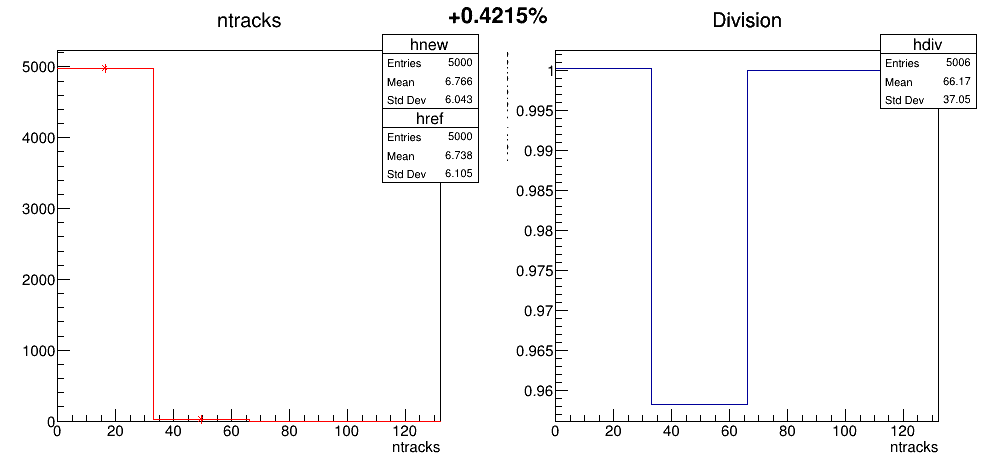 +0.4215%
ntracks
hnew
Entries 5000
Mean 6.766
Std Dev 6.043
href
Entries 5000
Mean 6.738
Std Dev 6.105
5000
4000
3000
2000
1000
0
0 20 40 60 80 100 120
ntracks
Division
hdiv
Entries 5006
Mean 66.17
Std Dev 37.05
1
0.995
0.99
0.985
0.98
0.975
0.97
0.965
0.96
0 20 40 60 80 100 120
ntracks